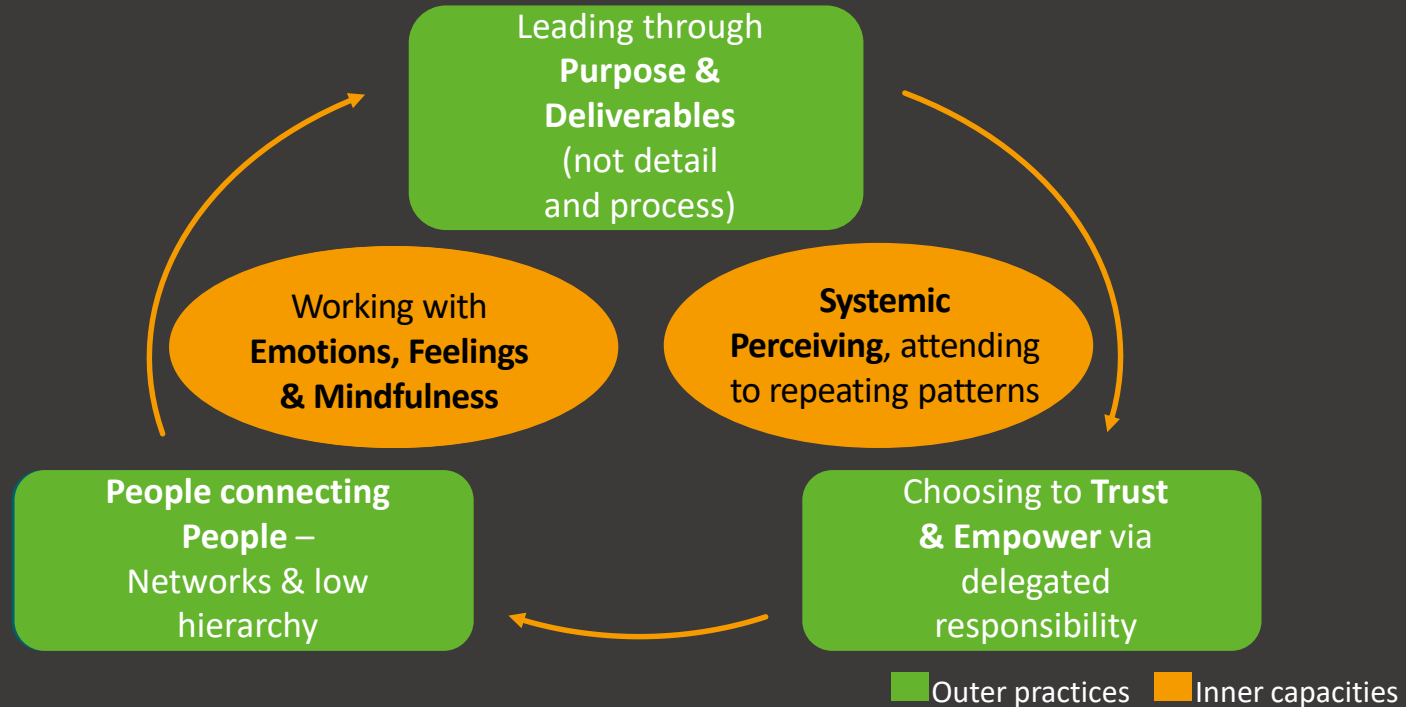 Leading through
Purpose &
Deliverables
(not detail
and process)
Working with
Emotions, Feelings
& Mindfulness
Systemic
Perceiving, attending
to repeating patterns
People connecting
People –
Networks & low
hierarchy
Choosing to Trust
& Empower via
delegated
responsibility
Outer practices
Inner capacities